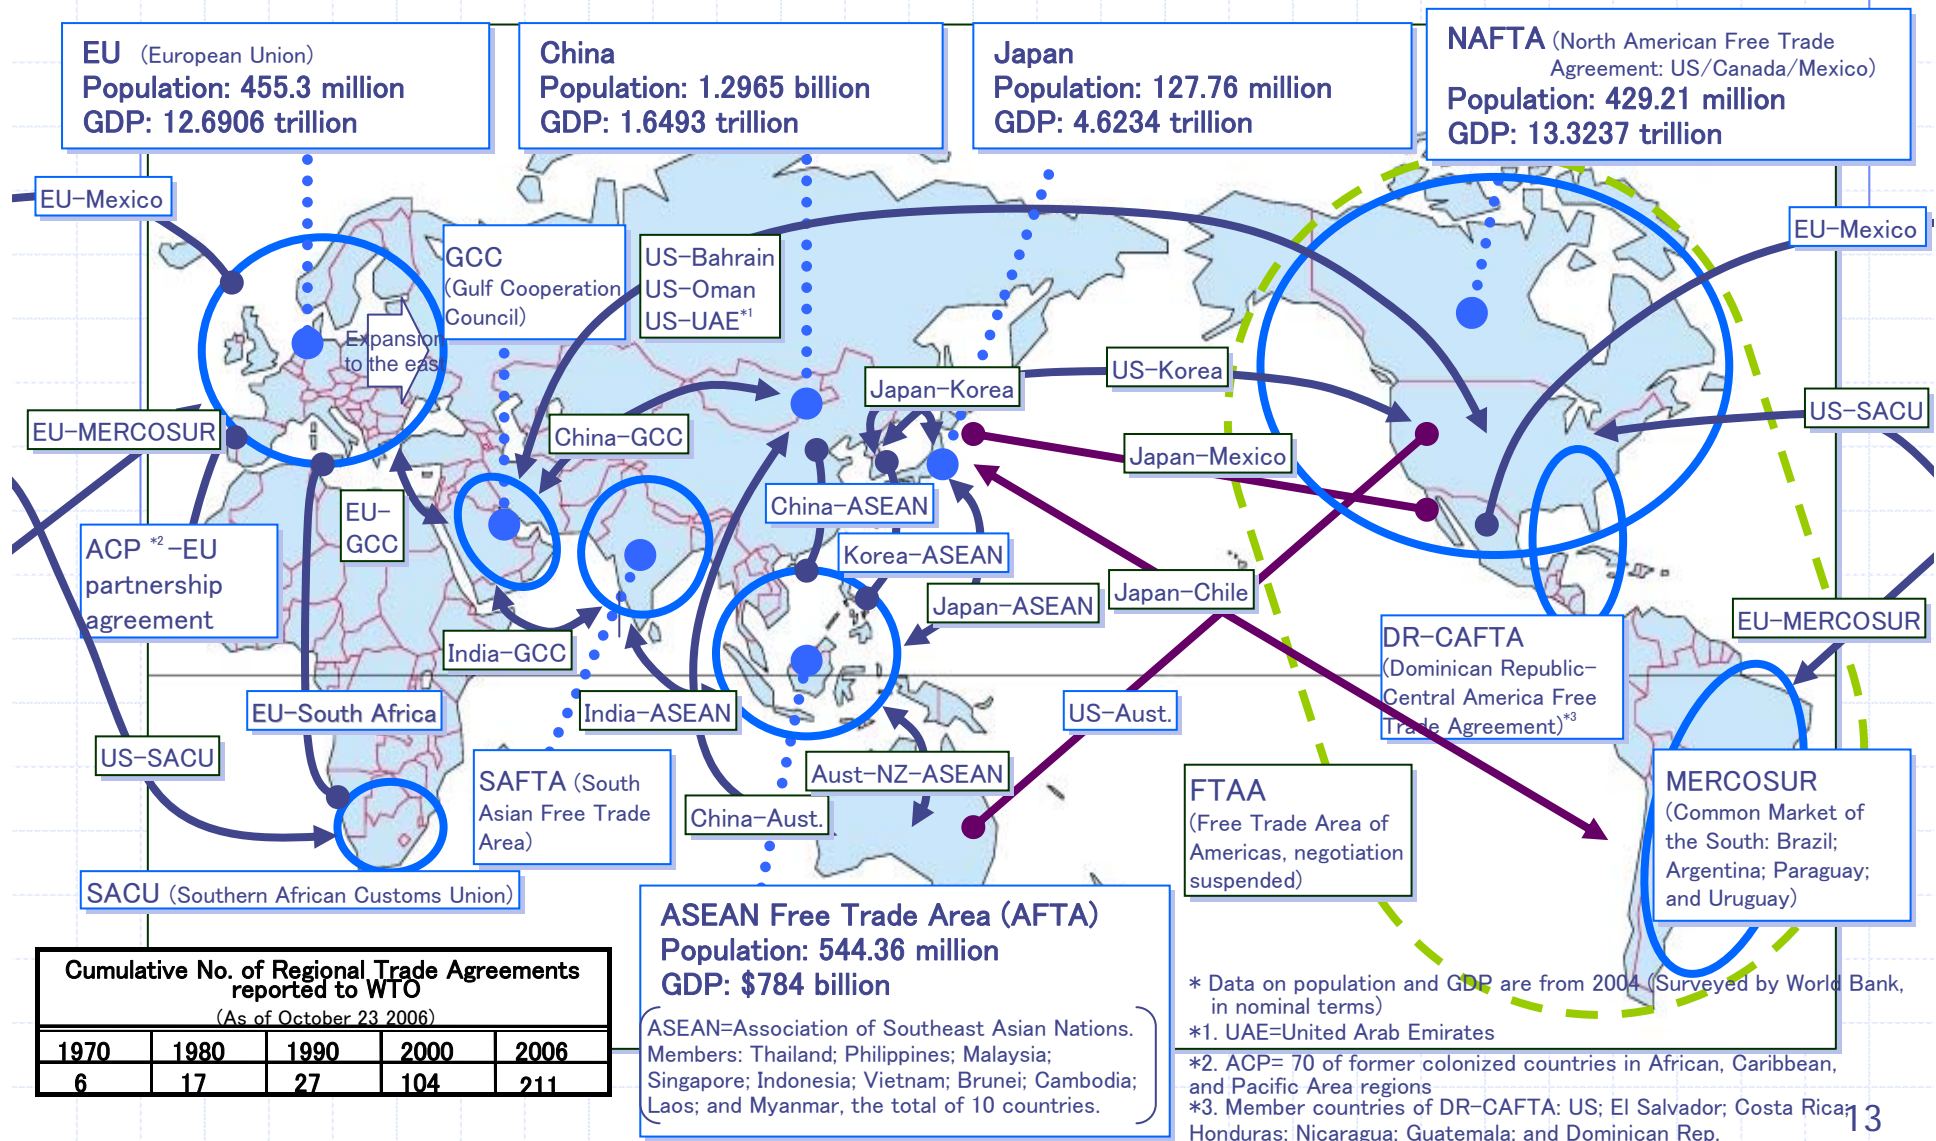 EU (European Union)
Population: 455.3 million
GDP: 12.6906 trillion
China
Population: 1.2965 billion
GDP: 1.6493 trillion
Japan
Population: 127.76 million
GDP: 4.6234 trillion
NAFTA (North American Free Trade
Agreement: US/Canada/Mexico)
Population: 429.21 million
GDP: 13.3237 trillion
EU-Mexico
GCC
(Gulf Cooperation
Council)
US-Bahrain
US-Oman
US-UAE*1
EU-Mexico
Expansion
to the east
Japan-Korea
US-Korea
US-SACU
EU-MERCOSUR
China-GCC
Japan-Mexico
EU-
GCC
China-ASEAN
ACP *2 -EU
partnership
agreement
Korea-ASEAN
Japan-ASEAN
Japan-Chile
EU-MERCOSUR
India-GCC
DR-CAFTA
(Dominican Republic-
Central America Free
Trade Agreement)*3
EU-South Africa
India-ASEAN
US-Aust.
US-SACU
SAFTA (South
Asian Free Trade
Area)
Aust-NZ-ASEAN
China-Aust.
FTAA
(Free Trade Area of
Americas, negotiation
suspended)
MERCOSUR
(Common Market of
the South: Brazil;
Argentina; Paraguay;
and Uruguay)
SACU (Southern African Customs Union)
ASEAN Free Trade Area (AFTA)
Population: 544.36 million
GDP: $784 billion
ASEAN=Association of Southeast Asian Nations.
Members: Thailand; Philippines; Malaysia;
Singapore; Indonesia; Vietnam; Brunei; Cambodia;
Laos; and Myanmar, the total of 10 countries.
Cumulative No. of Regional Trade Agreements
reported to WTO
(As of October 23 2006)
1970 1980 1990 2000 2006
6 17 27 104 211
* Data on population and GDP are from 2004 (Surveyed by World Bank,
in nominal terms)
*1. UAE=United Arab Emirates
*2. ACP= 70 of former colonized countries in African, Caribbean,
and Pacific Area regions
*3. Member countries of DR-CAFTA: US; El Salvador; Costa Rica;
Honduras; Nicaragua; Guatemala; and Dominican Rep.
13